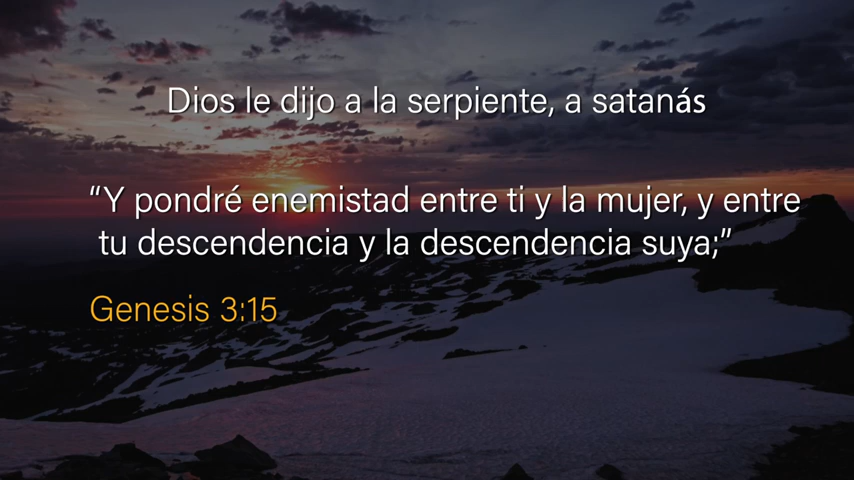 Dios le dijo a la serpiente, a satanás
“Y pondré enemistad entre ti y la mujer, y entre
tu descendencia y la descendencia suya;”
Genesis 3:15